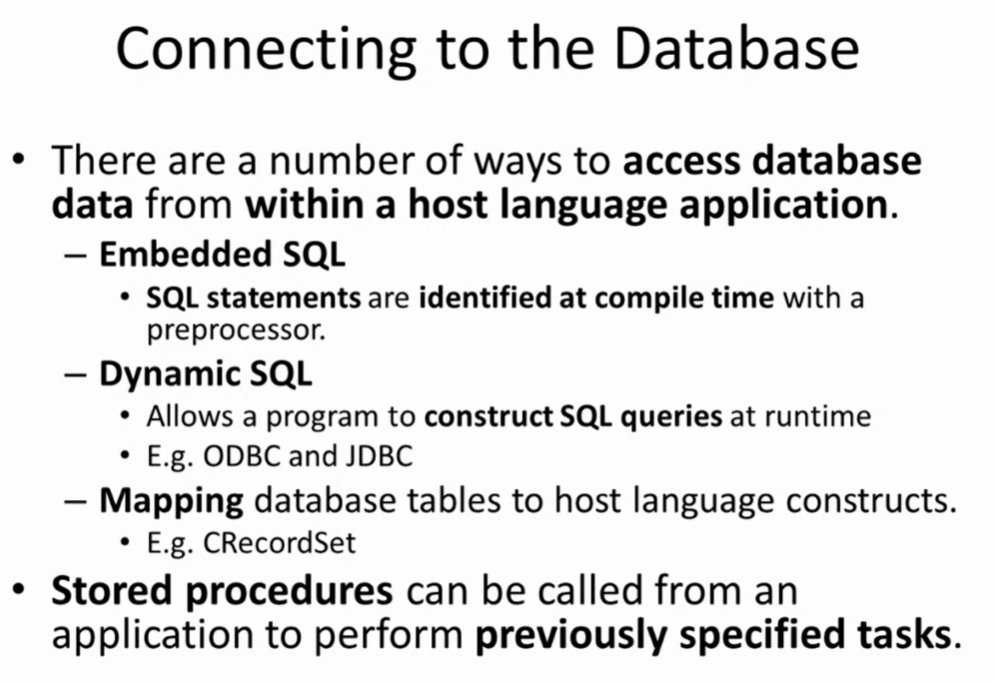 Connecting to the Database
• There are a number of ways to access database
data from within a host language application.
– Embedded SQL
• SQL statements are identified at compile time with a
preprocessor.
– Dynamic SQL
• Allows a program to construct SQL queries at runtime
• E.g. ODBC and JDBC
– Mapping database tables to host language constructs.
• E.g. CRecordSet
• Stored procedures can be called from an
application to perform previously specified tasks.